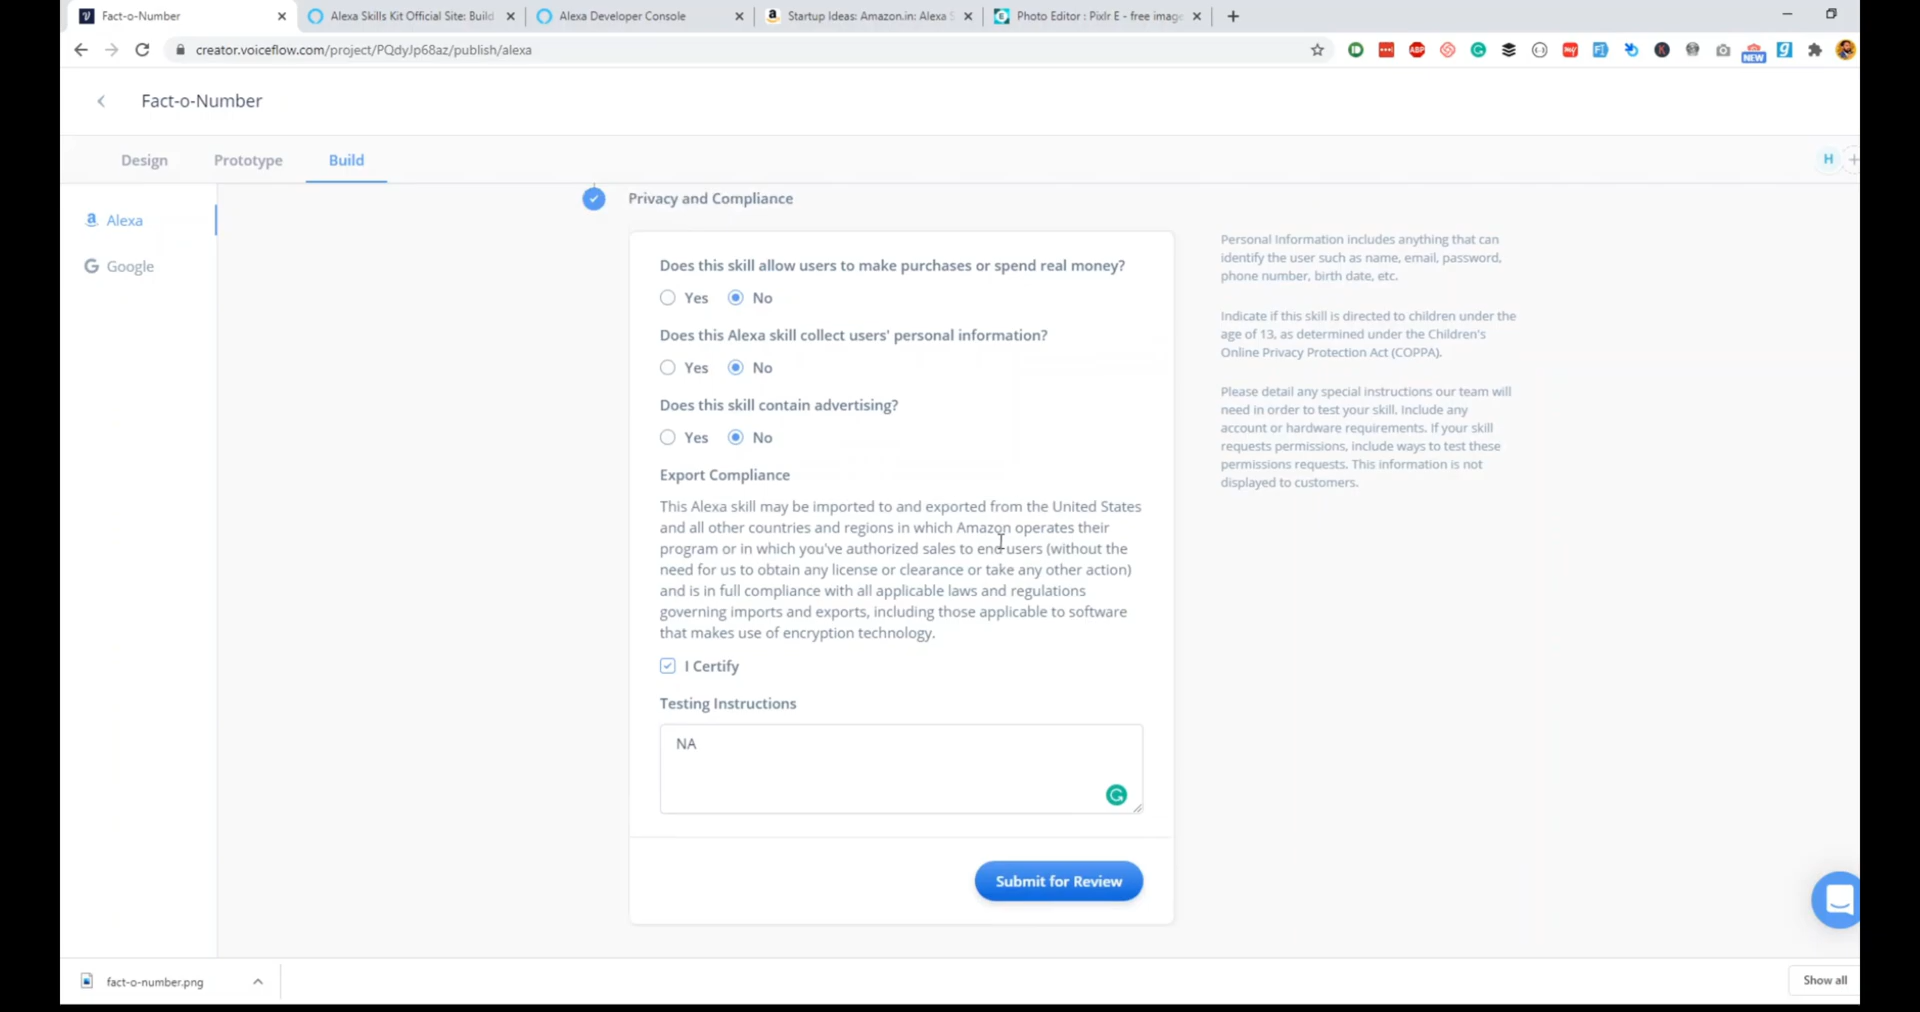 Fact-o-Number
Alexa Skills Kit Official Site: Build
Alexa Developer Console
Startup Ideas: Amazon.in: Alexa S
Photo Editor : Pixlr E - free image
creator.voiceflow.com/project/PQdyJp68az/publish/alexa
ABP
NEW
Fact-o-Number
Design
Prototype
Build
H
Alexa
Google
Privacy and Compliance
Does this skill allow users to make purchases or spend real money?
Yes
No
Does this Alexa skill collect users' personal information?
Yes
No
Does this skill contain advertising?
Yes
No
Export Compliance
This Alexa skill may be imported to and exported from the United States
and all other countries and regions in which Amazon operates their
program or in which you've authorized sales to end users (without the
need for us to obtain any license or clearance or take any other action)
and is in full compliance with all applicable laws and regulations
governing imports and exports, including those applicable to software
that makes use of encryption technology.
I Certify
Testing Instructions
NA
Submit for Review
Personal Information includes anything that can
identify the user such as name, email, password,
phone number, birth date, etc.
Indicate if this skill is directed to children under the
age of 13, as determined under the Children's
Online Privacy Protection Act (COPPA).
Please detail any special instructions our team will
need in order to test your skill. Include any
account or hardware requirements. If your skill
requests permissions, include ways to test these
permissions requests. This information is not
displayed to customers.
fact-o-number.png
Show all